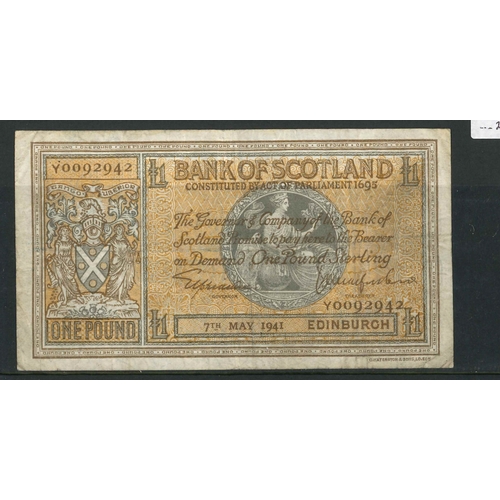 Y0092942
BANK OF SCOTLAND
CONSTITUTED BY ACT OF PARLIAMENT 1695
£1
£1
The Governor & Company of the Bank of
Scotland Promise to pay here to the Bearer
on Demand One Pound Sterling
GOVERNOR
Y0092942
ONE POUND
£1
7TH MAY 1941
EDINBURGH
£1